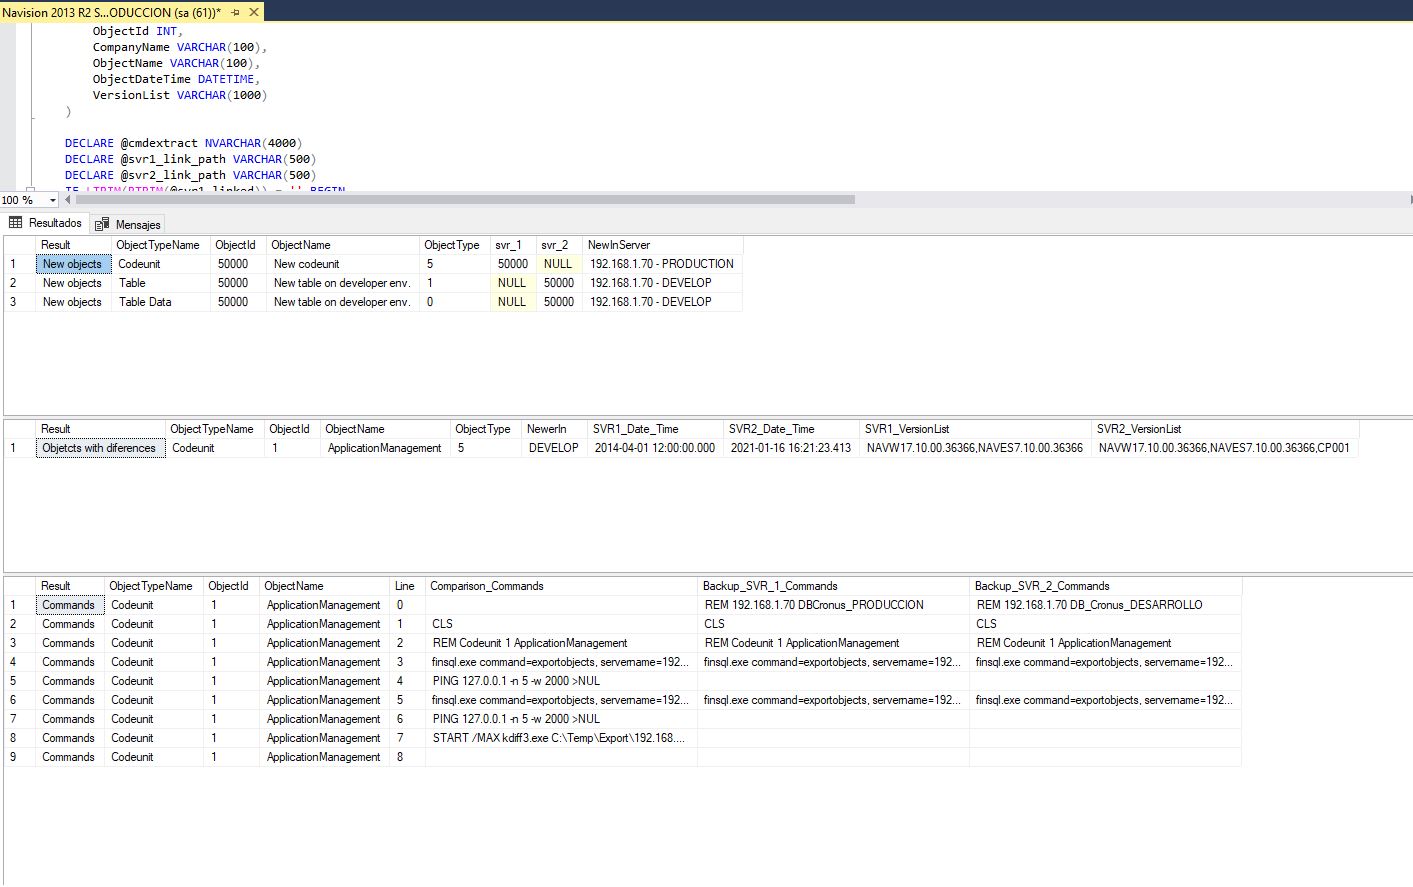 Navision 2013 R2 S...ODUCCION (sa (61))*
ObjectId INT,
CompanyName VARCHAR(100),
ObjectName VARCHAR(100),
ObjectDateTime DATETIME,
VersionList VARCHAR(1000)
)
DECLARE @cmdextract NVARCHAR(4000)
DECLARE @svr1_link_path VARCHAR(500)
DECLARE @svr2_link_path VARCHAR(500)
IF LTRIM(RTRIM(@svr1_linked)) = '' BEGIN
100 %
Resultados Mensajes
Result ObjectTypeName ObjectId ObjectName ObjectType svr_1 svr_2 NewInServer
1 New objects Codeunit 50000 New codeunit 5 50000 NULL 192.168.1.70 - PRODUCTION
2 New objects Table 50000 New table on developer env. 1 NULL 50000 192.168.1.70 - DEVELOP
3 New objects Table Data 50000 New table on developer env. 0 NULL 50000 192.168.1.70 - DEVELOP
Result ObjectTypeName ObjectId ObjectName ObjectType NewerIn SVR1_Date_Time SVR2_Date_Time SVR1_VersionList SVR2_VersionList
1 Objetcts with diferences Codeunit 1 ApplicationManagement 5 DEVELOP 2014-04-01 12:00:00.000 2021-01-16 16:21:23.413 NAVW17.10.00.36366,NAVES7.10.00.36366 NAVW17.10.00.36366,NAVES7.10.00.36366,CP001
Result ObjectTypeName ObjectId ObjectName Line Comparison_Commands Backup_SVR_1_Commands Backup_SVR_2_Commands
1 Commands Codeunit 1 ApplicationManagement 0 REM 192.168.1.70 DBCronus_PRODUCCION REM 192.168.1.70 DB_Cronus_DESARROLLO
2 Commands Codeunit 1 ApplicationManagement 1 CLS CLS CLS
3 Commands Codeunit 1 ApplicationManagement 2 REM Codeunit 1 ApplicationManagement REM Codeunit 1 ApplicationManagement REM Codeunit 1 ApplicationManagement
4 Commands Codeunit 1 ApplicationManagement 3 finsql.exe command=exportobjects, servername=192... finsql.exe command=exportobjects, servername=192... finsql.exe command=exportobjects, servername=192...
5 Commands Codeunit 1 ApplicationManagement 4 PING 127.0.0.1 -n 5 -w 2000 >NUL
6 Commands Codeunit 1 ApplicationManagement 5 finsql.exe command=exportobjects, servername=192... finsql.exe command=exportobjects, servername=192... finsql.exe command=exportobjects, servername=192...
7 Commands Codeunit 1 ApplicationManagement 6 PING 127.0.0.1 -n 5 -w 2000 >NUL
8 Commands Codeunit 1 ApplicationManagement 7 START /MAX kdiff3.exe C:\Temp\Export\192.168....
9 Commands Codeunit 1 ApplicationManagement 8